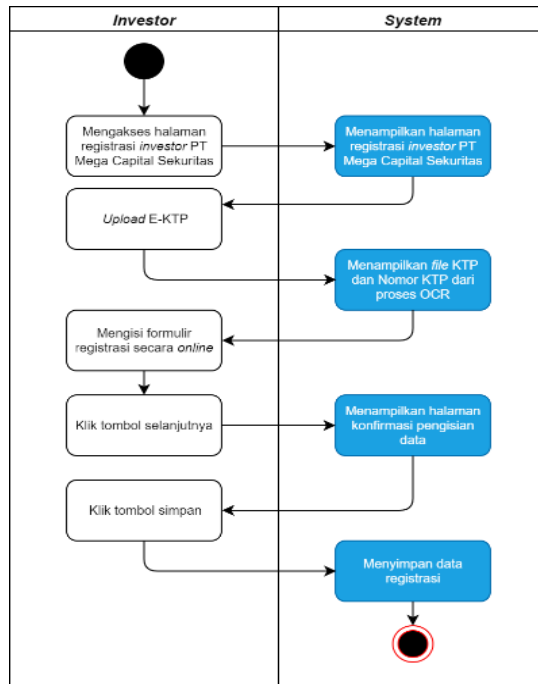 Investor
System
Mengakses halaman
registrasi investor PT
Mega Capital Sekuritas
Menampilkan halaman
registrasi investor PT
Mega Capital Sekuritas
Upload E-KTP
Menampilkan file KTP
dan Nomor KTP dari
proses OCR
Mengisi formulir
registrasi secara online
Klik tombol selanjutnya
Menampilkan halaman
konfirmasi pengisian
data
Klik tombol simpan
Menyimpan data
registrasi